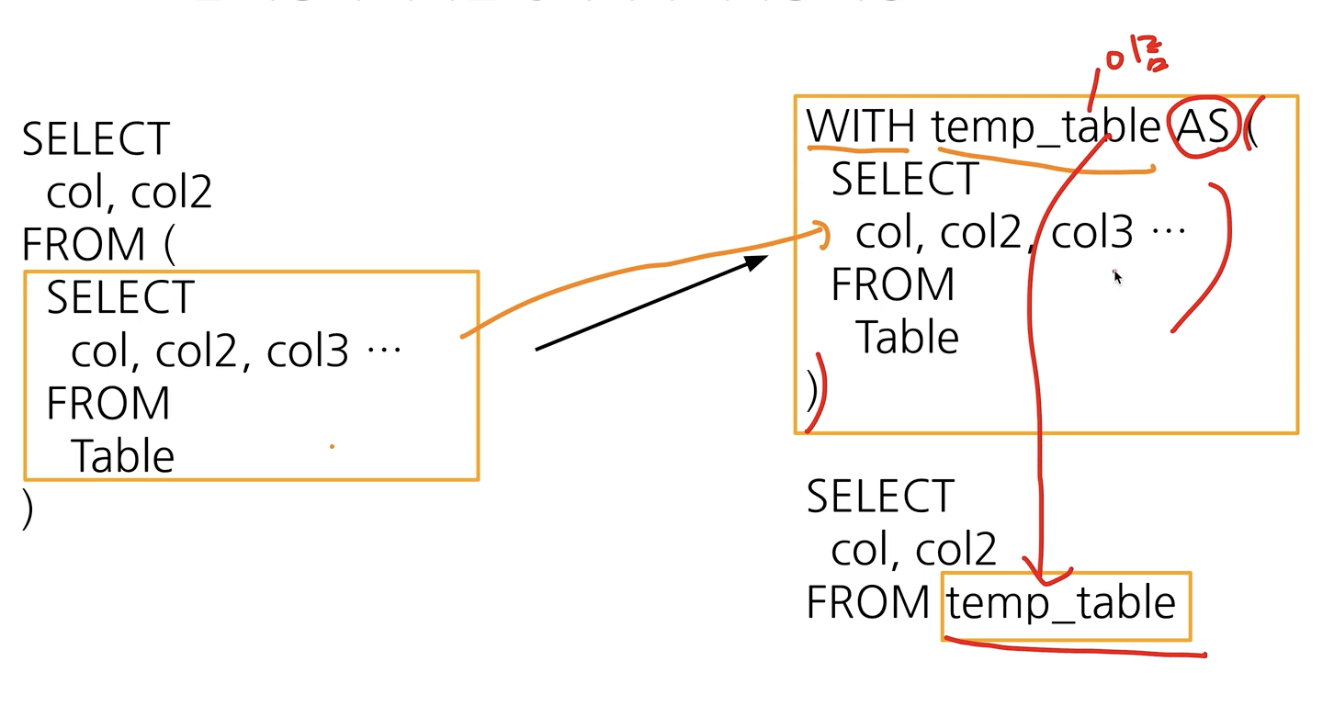 SELECT
col, col2
FROM (
SELECT
col, col2, col3 ···
FROM
Table
)
이름
WITH temp_table AS (
SELECT
col, col2, col3 ···
FROM
Table
)
SELECT
col, col2
FROM temp_table